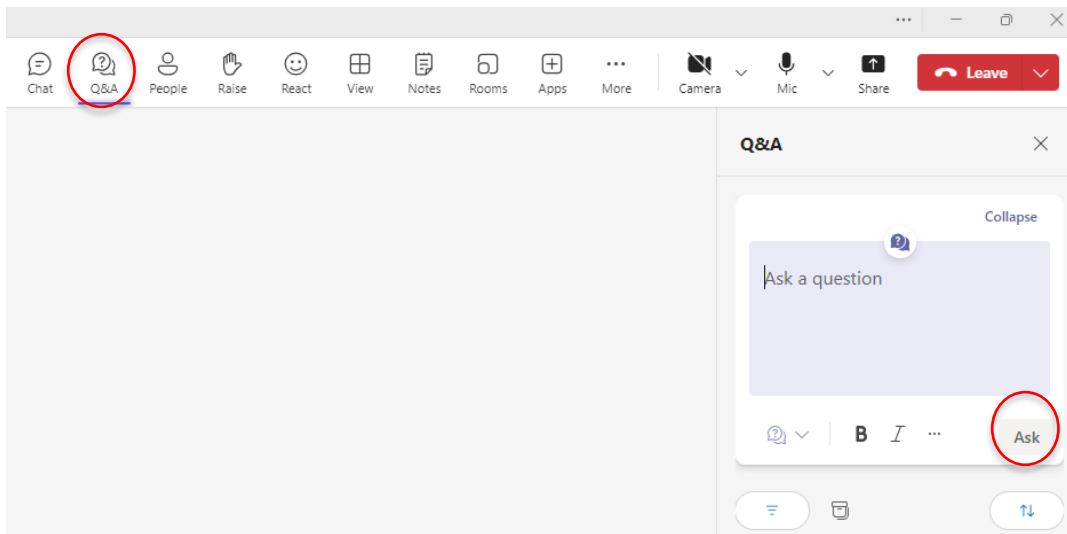 Chat Q&A People Raise React View Notes Rooms Apps More Camera Mic Share Leave
Q&A
Collapse
Ask a question
B I
Ask